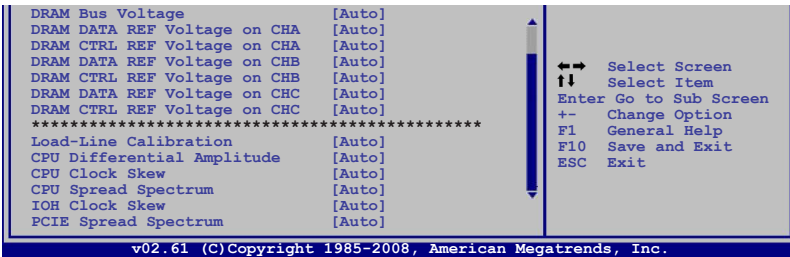 DRAM Bus Voltage [Auto]
DRAM DATA REF Voltage on CHA [Auto]
DRAM CTRL REF Voltage on CHA [Auto]
DRAM DATA REF Voltage on CHB [Auto]
DRAM CTRL REF Voltage on CHB [Auto]
DRAM DATA REF Voltage on CHC [Auto]
DRAM CTRL REF Voltage on CHC [Auto]
***********************************************
Load-Line Calibration [Auto]
CPU Differential Amplitude [Auto]
CPU Clock Skew [Auto]
CPU Spread Spectrum [Auto]
IOH Clock Skew [Auto]
PCIE Spread Spectrum [Auto]
←→ Select Screen
↑↓ Select Item
Enter Go to Sub Screen
+- Change Option
F1 General Help
F10 Save and Exit
ESC Exit
v02.61 (C)Copyright 1985-2008, American Megatrends, Inc.